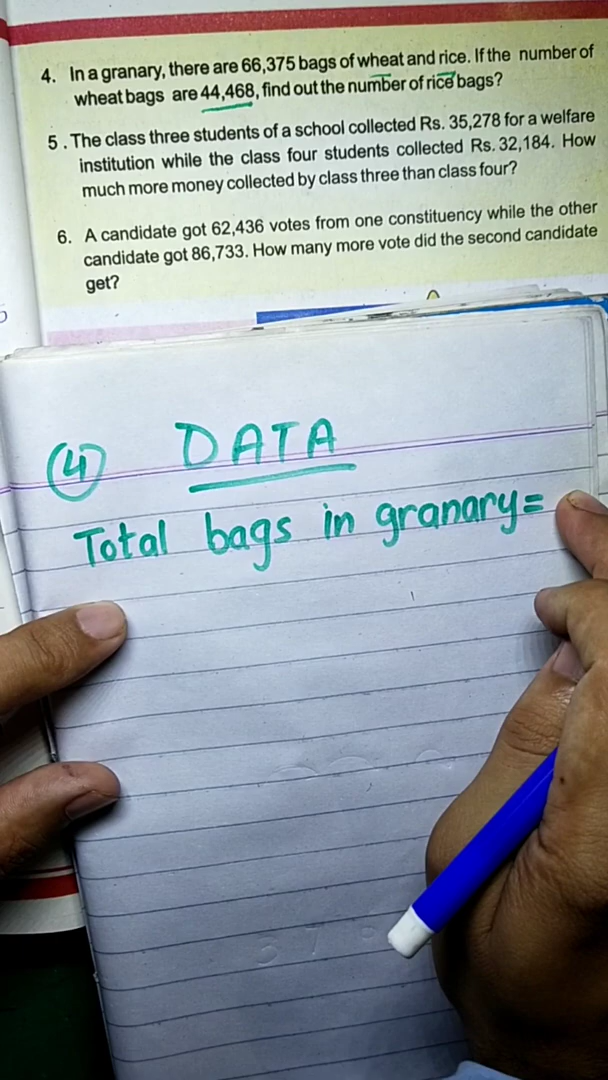 4. In a granary, there are 66,375 bags of wheat and rice. If the number of
wheat bags are 44,468, find out the number of rice bags?
5. The class three students of a school collected Rs. 35,278 for a welfare
institution while the class four students collected Rs. 32,184. How
much more money collected by class three than class four?
6. A candidate got 62,436 votes from one constituency while the other
candidate got 86,733. How many more vote did the second candidate
get?
4 DATA
Total bags in granary=